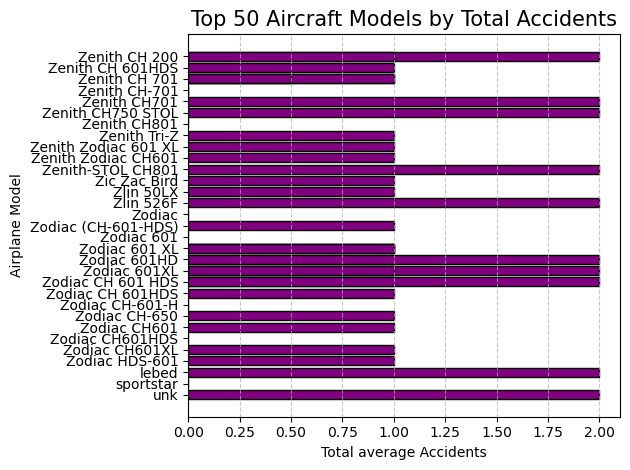 Top 50 Aircraft Models by Total Accidents
Zenith CH 200
Zenith CH 601HDS
Zenith CH 701
Zenith CH-701
Zenith CH701
Zenith CH750 STOL
Zenith CH801
Zenith Tri-Z
Zenith Zodiac 601 XL
Zenith Zodiac CH601
Zenith-STOL CH801
Zic Zac Bird
Zlin 50LX
Zlin 526F
Zodiac
Zodiac (CH-601-HDS)
Zodiac 601
Zodiac 601 XL
Zodiac 601HD
Zodiac 601XL
Zodiac CH 601 HDS
Zodiac CH 601HDS
Zodiac CH-601-H
Zodiac CH-650
Zodiac CH601
Zodiac CH601HDS
Zodiac CH601XL
Zodiac HDS-601
lebed
sportstar
unk
Airplane Model
0.00 0.25 0.50 0.75 1.00 1.25 1.50 1.75 2.00
Total average Accidents